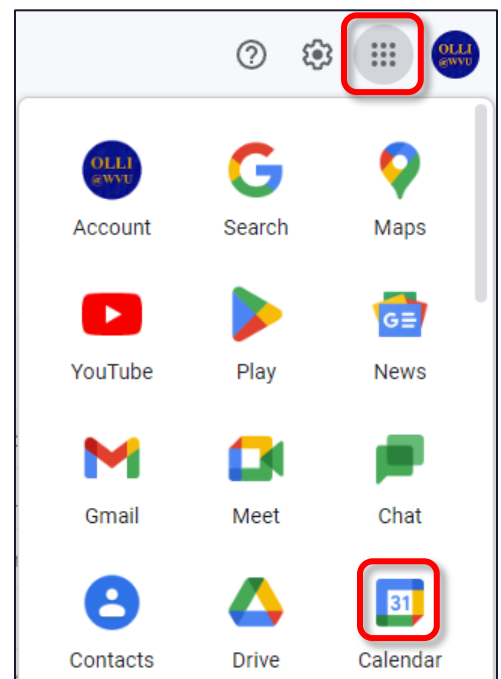 OLLI
@WVU
OLLI
@WVU
Account Search Maps
G
YouTube Play News
Gmail Meet Chat
31
Contacts Drive Calendar